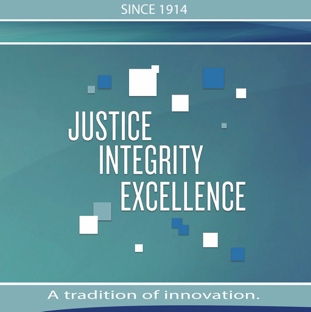 SINCE 1914
JUSTICE
INTEGRITY
EXCELLENCE
A tradition of innovation.